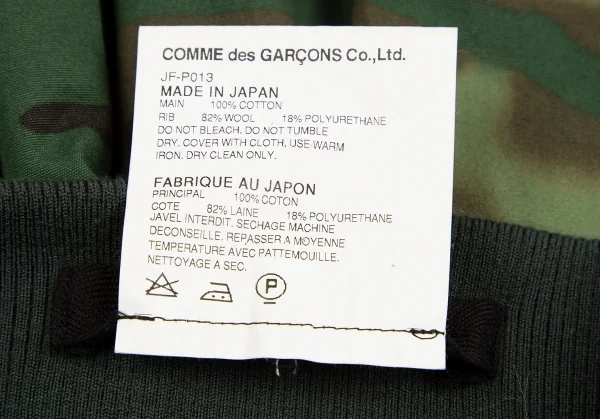 COMME des GARÇONS Co.,Ltd.
JF-P013
MADE IN JAPAN
MAIN 100% COTTON
RIB 82% WOOL 18% POLYURETHANE
DO NOT BLEACH. DO NOT TUMBLE
DRY. COVER WITH CLOTH, USE WARM
IRON. DRY CLEAN ONLY.
FABRIQUE AU JAPON
PRINCIPAL 100% COTON
COTE 82% LAINE 18% POLYURETHANE
JAVEL INTERDIT. SECHAGE MACHINE
DECONSEILLE. REPASSER A MOYENNE
TEMPERATURE AVEC PATTEMOUILLE.
NETTOYAGE A SEC.
P